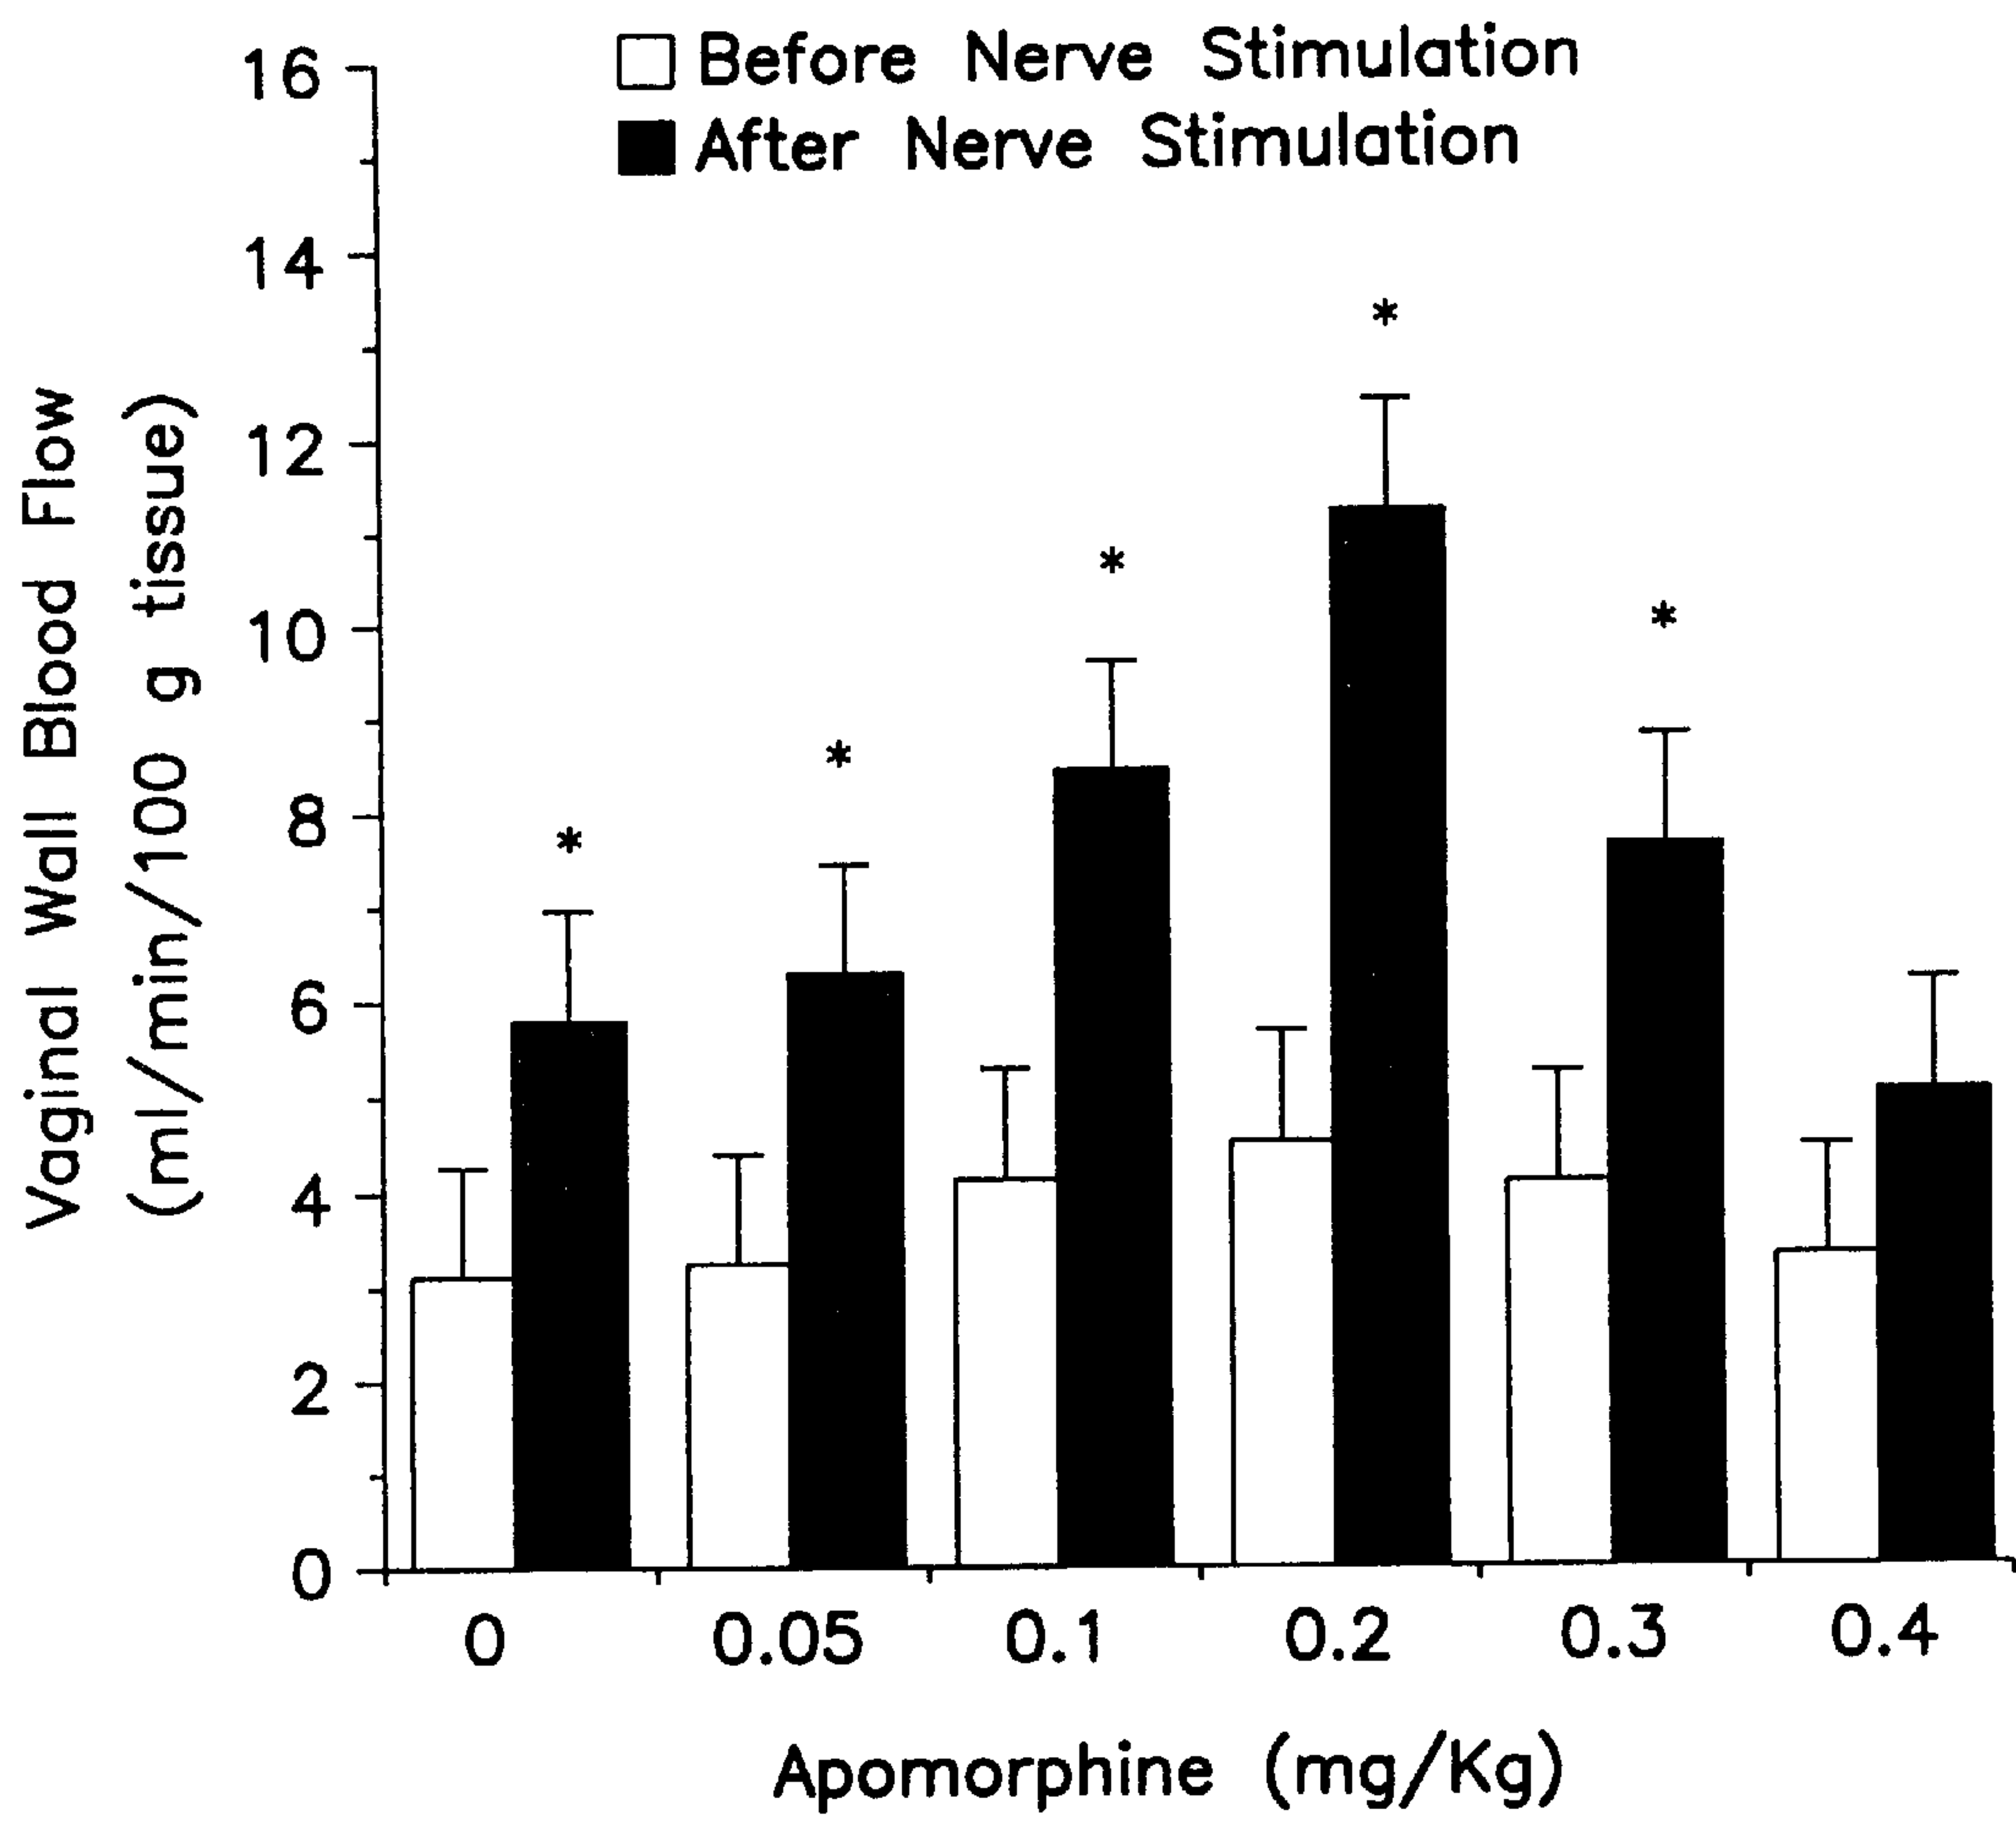 Before Nerve Stimulation
After Nerve Stimulation
Vaginal Wall Blood Flow
(ml/min/100 g tissue)
16
14
12
10
8
6
4
2
0
*
*
*
*
*
0 0.05 0.1 0.2 0.3 0.4
Apomorphine (mg/Kg)